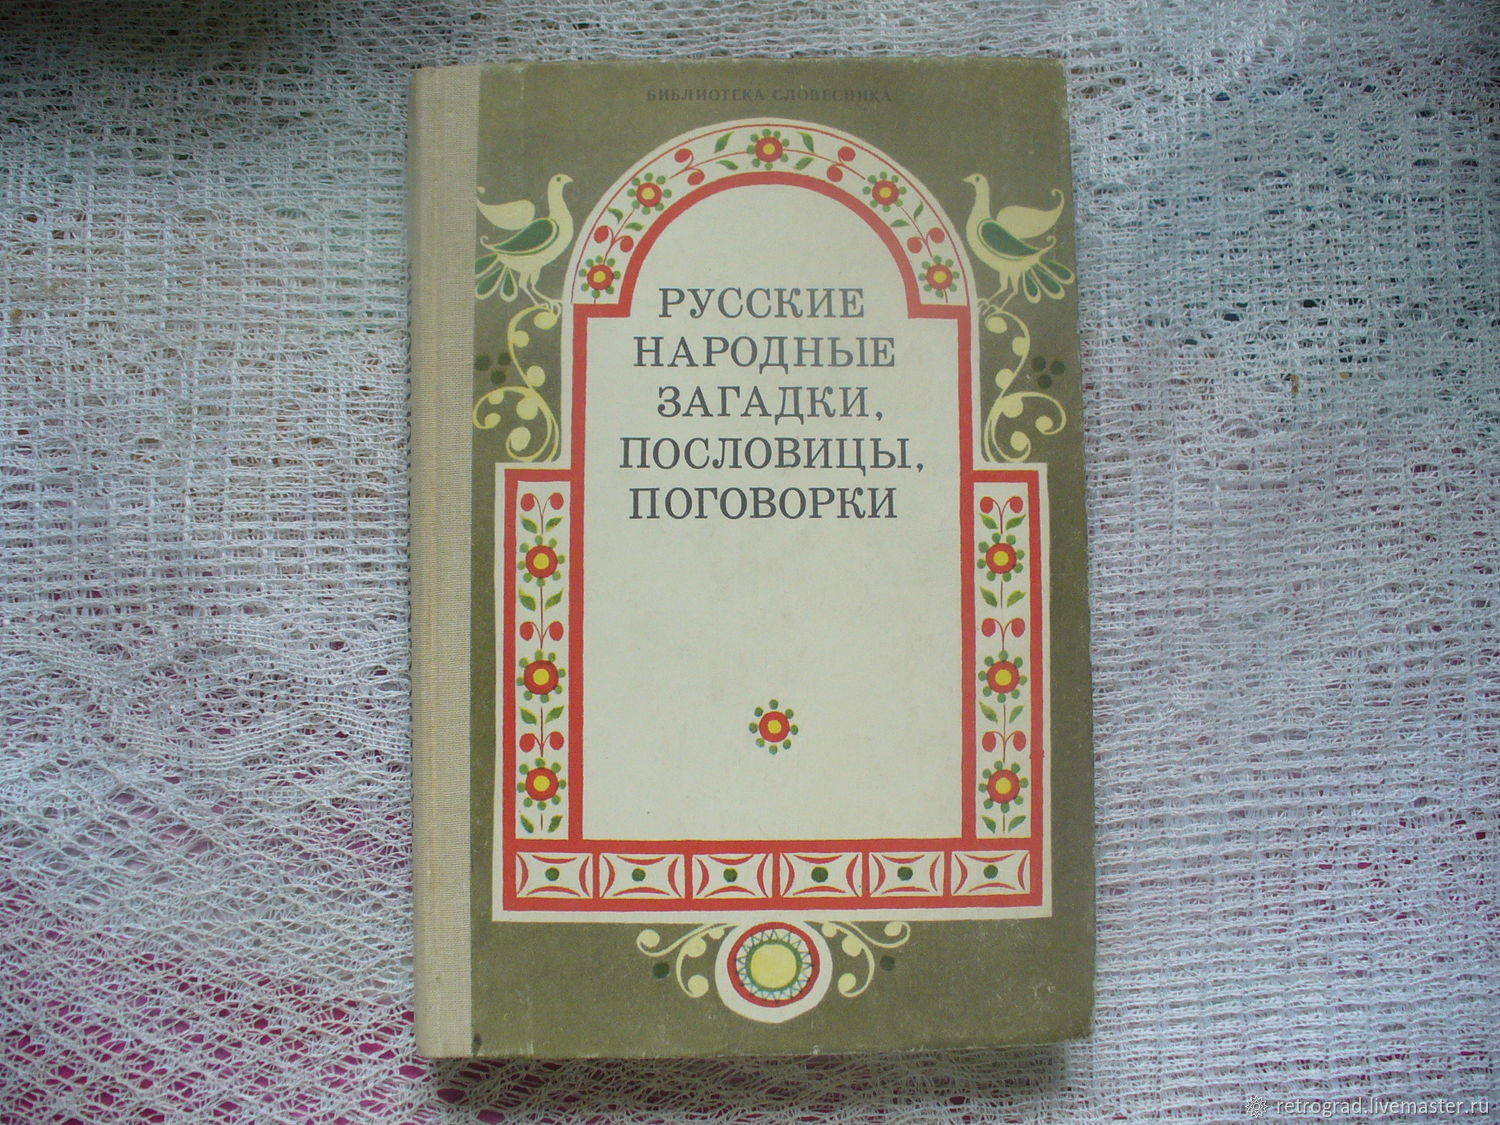 БИБЛИОТЕКА СЛОВЕСНИКА
РУССКИЕ
НАРОДНЫЕ
ЗАГАДКИ,
ПОСЛОВИЦЫ,
ПОГОВОРКИ
retrograd.livemaster.ru